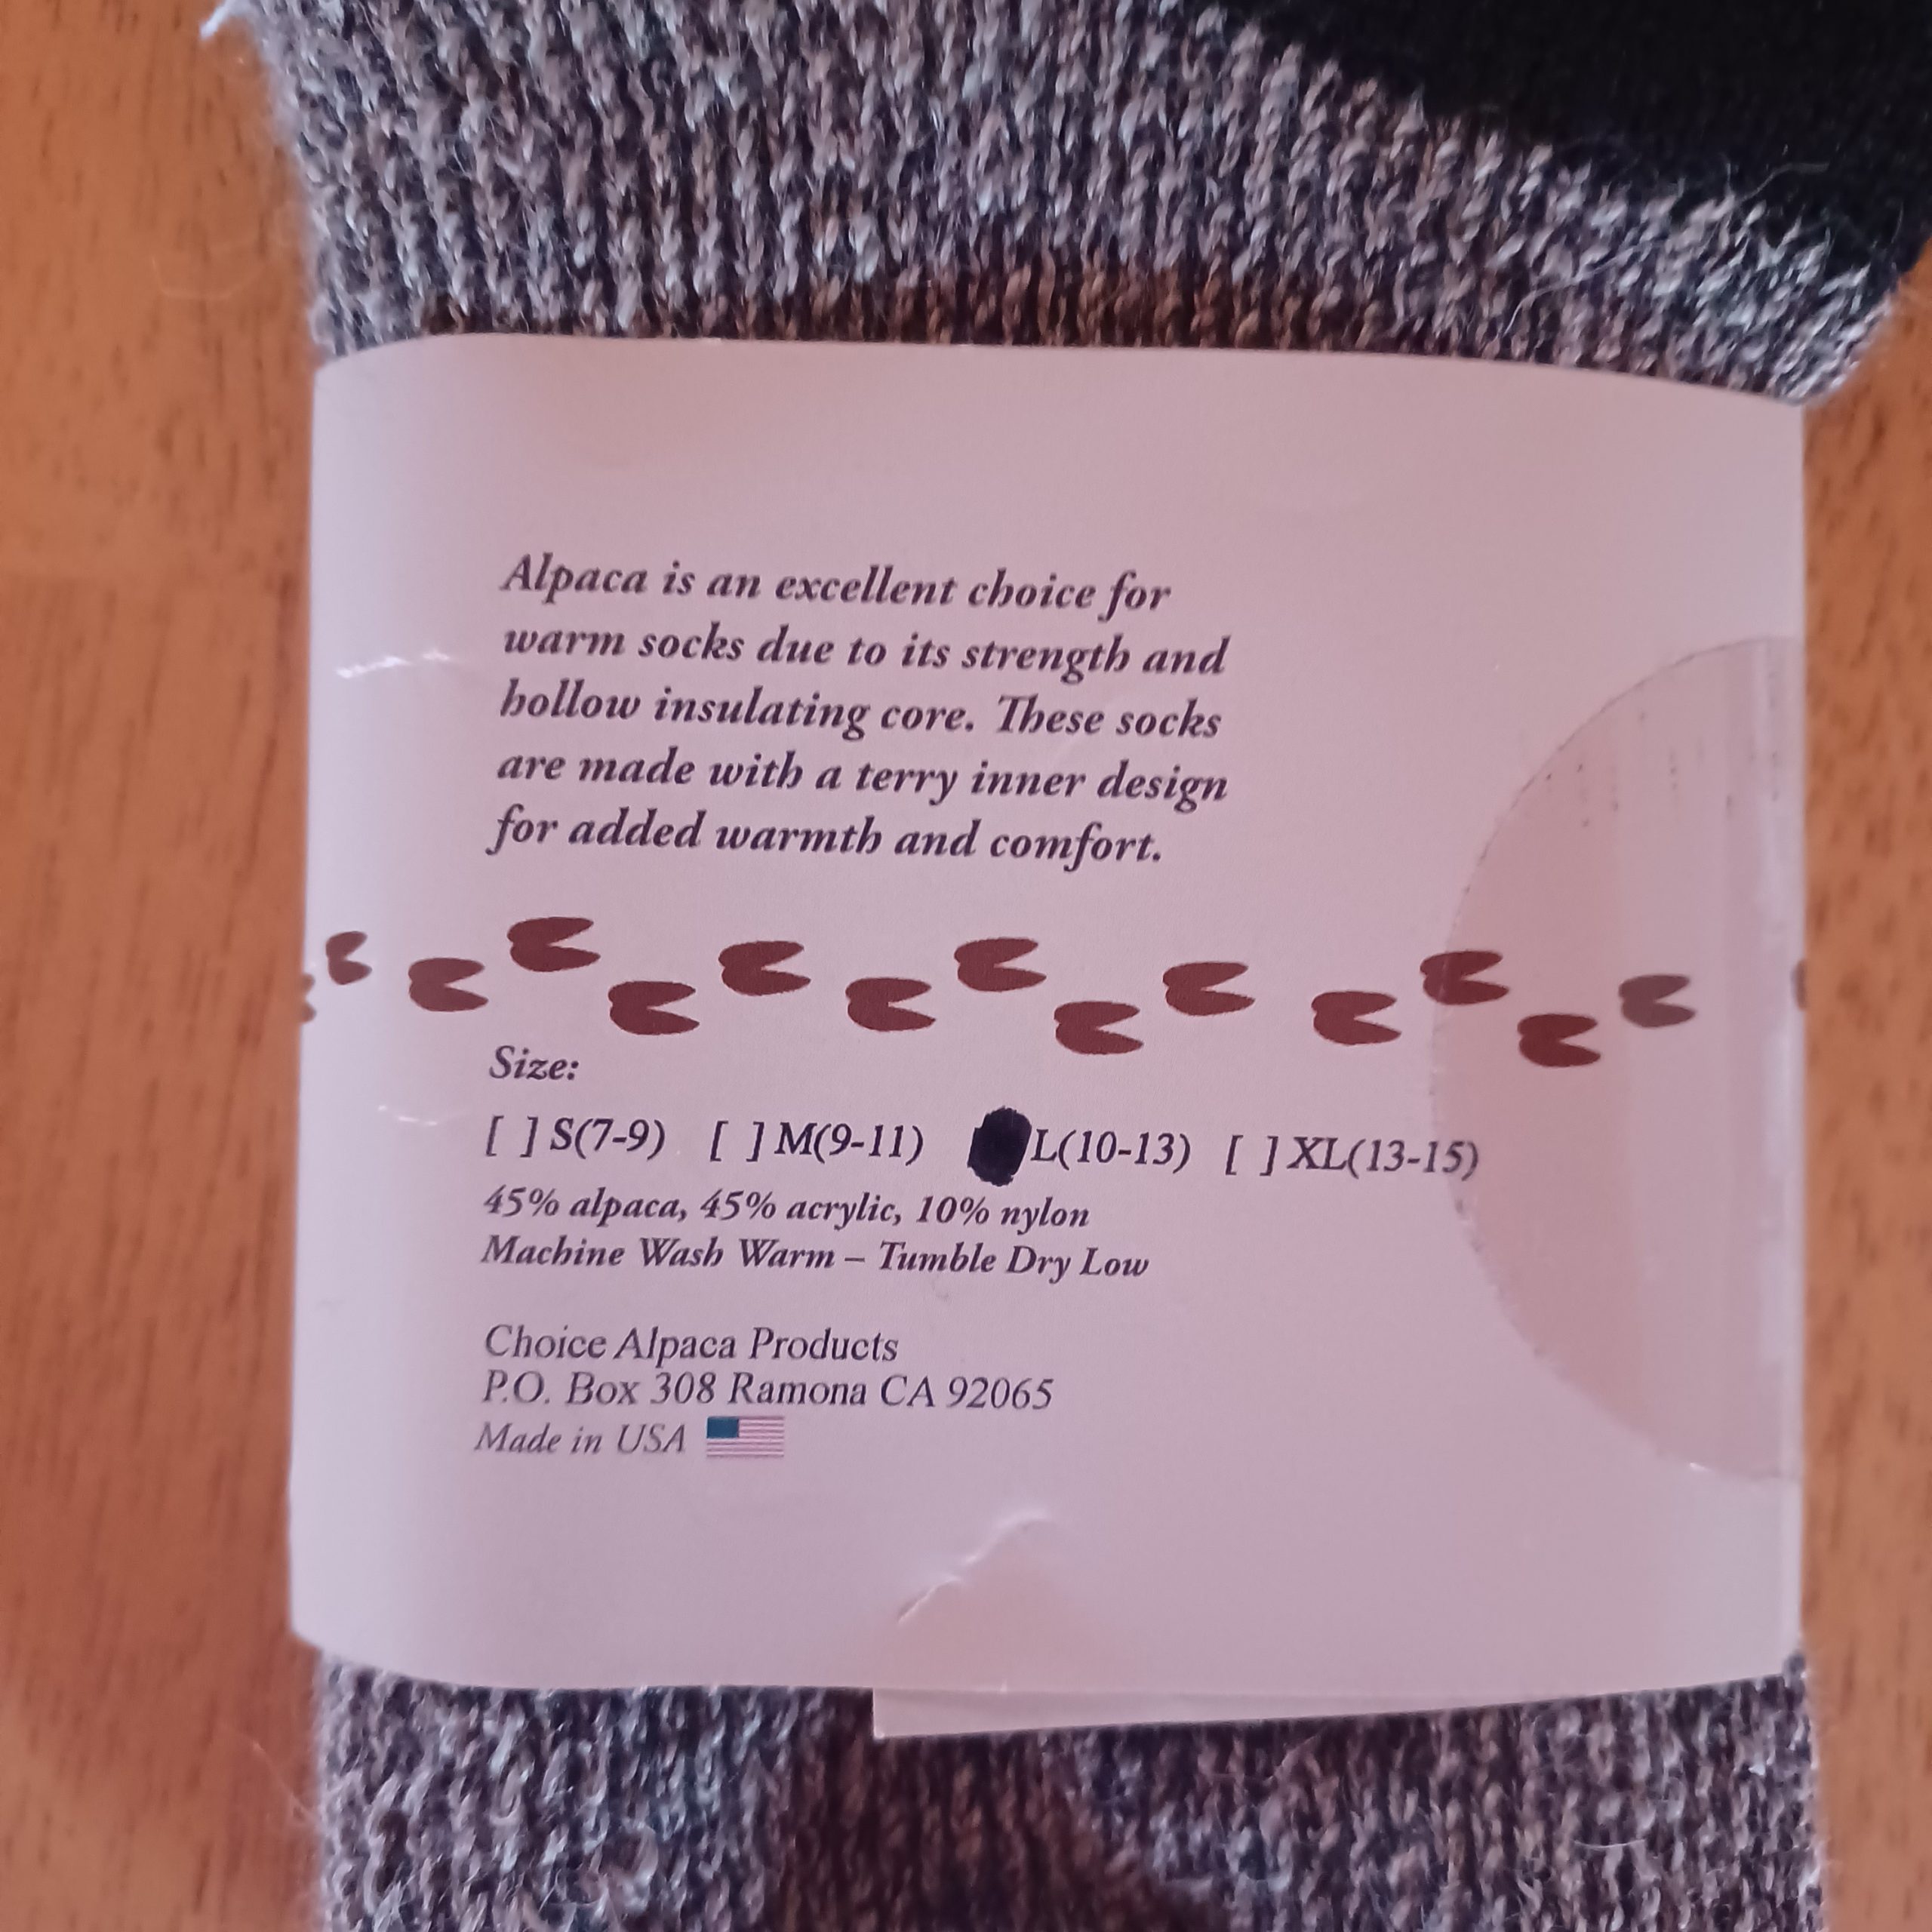 Alpaca is an excellent choice for
warm socks due to its strength and
hollow insulating core. These socks
are made with a terry inner design
for added warmth and comfort.
Size:
[ ] S(7-9) [ ] M(9-11) L(10-13) [ ] XL(13-15)
45% alpaca, 45% acrylic, 10% nylon
Machine Wash Warm – Tumble Dry Low
Choice Alpaca Products
P.O. Box 308 Ramona CA 92065
Made in USA